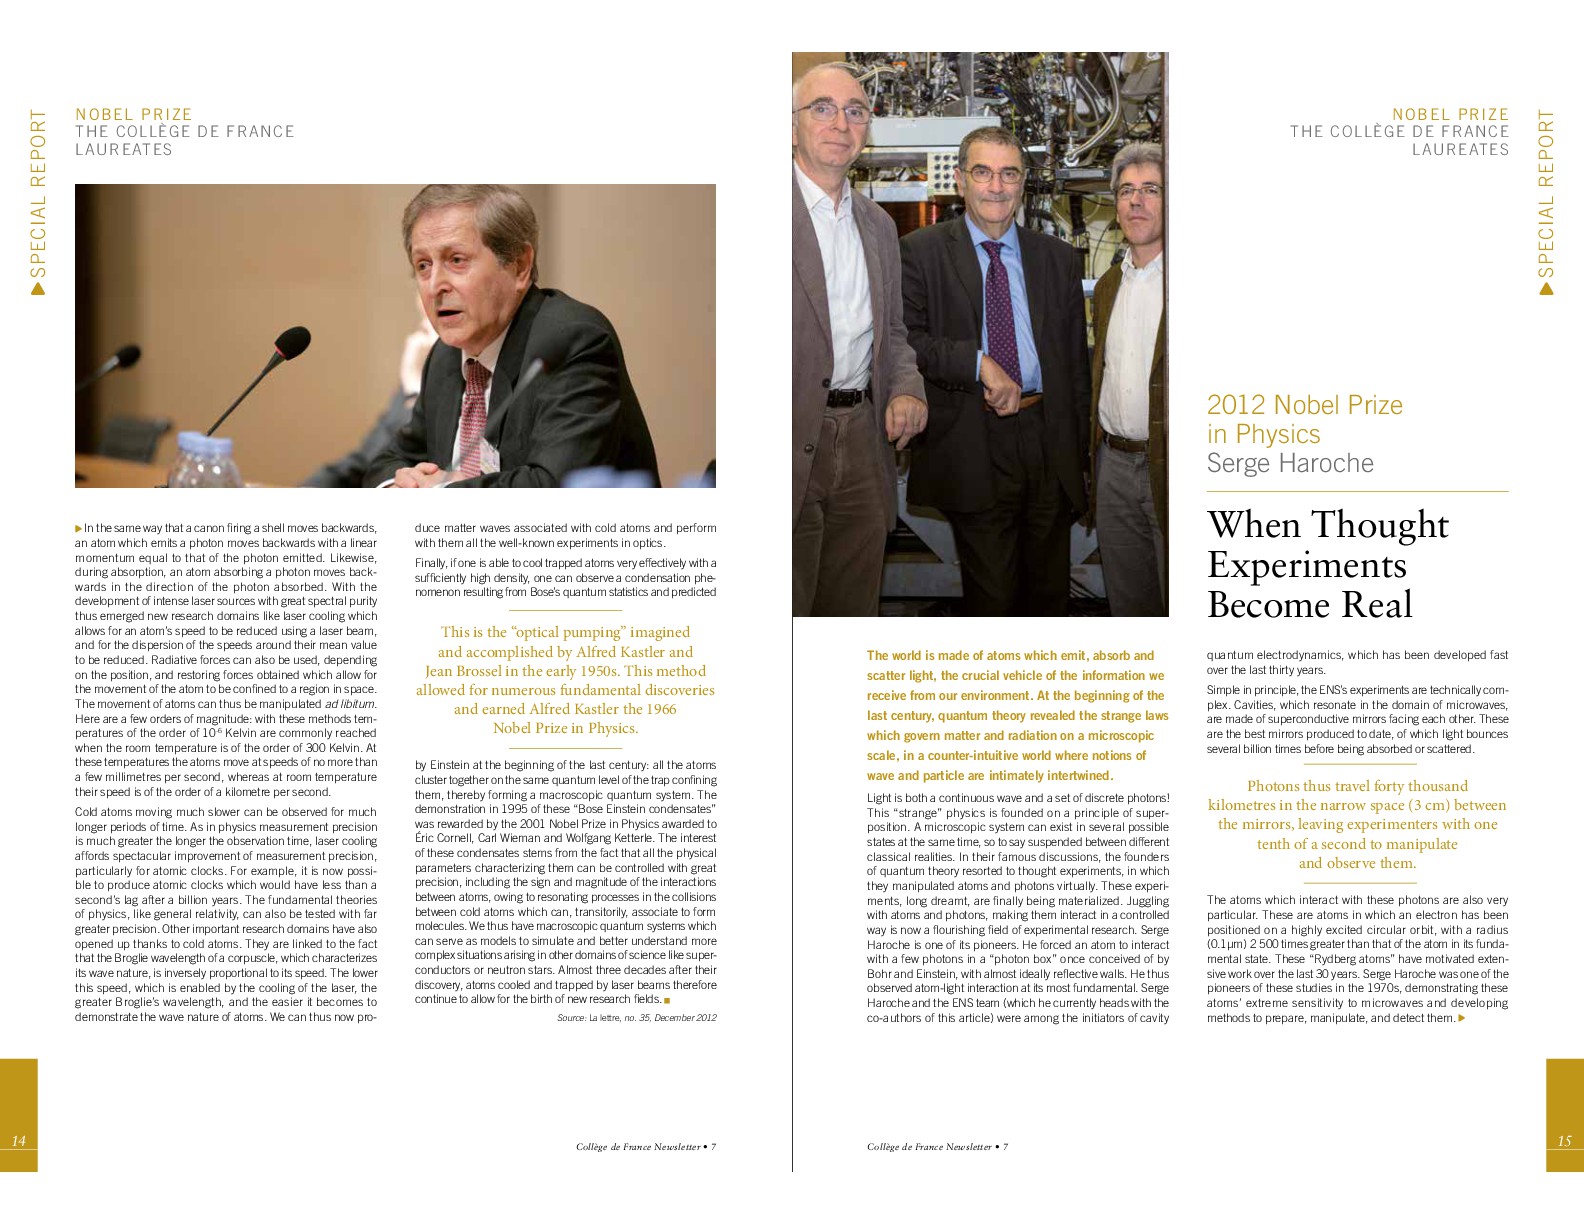 SPECIAL REPORT
NOBEL PRIZE
THE COLLÈGE DE FRANCE
LAUREATES
In the same way that a canon firing a shell moves backwards,
an atom which emits a photon moves backwards with a linear
momentum equal to that of the photon emitted. Likewise,
during absorption, an atom absorbing a photon moves back-
wards in the direction of the photon absorbed. With the
development of intense laser sources with great spectral purity
thus emerged new research domains like laser cooling which
allows for an atom's speed to be reduced using a laser beam,
and for the dispersion of the speeds around their mean value
to be reduced. Radiative forces can also be used, depending
on the position, and restoring forces obtained which allow for
the movement of the atom to be confined to a region in space.
The movement of atoms can thus be manipulated ad libitum.
Here are a few orders of magnitude: with these methods tem-
peratures of the order of 10⁻⁶ Kelvin are commonly reached
when the room temperature is of the order of 300 Kelvin. At
these temperatures the atoms move at speeds of no more than
a few millimetres per second, whereas at room temperature
their speed is of the order of a kilometre per second.
Cold atoms moving much slower can be observed for much
longer periods of time. As in physics measurement precision
is much greater the longer the observation time, laser cooling
affords spectacular improvement of measurement precision,
particularly for atomic clocks. For example, it is now possi-
ble to produce atomic clocks which would have less than a
second's lag after a billion years. The fundamental theories
of physics, like general relativity, can also be tested with far
greater precision. Other important research domains have also
opened up thanks to cold atoms. They are linked to the fact
that the Broglie wavelength of a corpuscle, which characterizes
its wave nature, is inversely proportional to its speed. The lower
this speed, which is enabled by the cooling of the laser, the
greater Broglie's wavelength, and the easier it becomes to
demonstrate the wave nature of atoms. We can thus now pro-
duce matter waves associated with cold atoms and perform
with them all the well-known experiments in optics.
Finally, if one is able to cool trapped atoms very effectively with a
sufficiently high density, one can observe a condensation phe-
nomenon resulting from Bose's quantum statistics and predicted
This is the “optical pumping” imagined
and accomplished by Alfred Kastler and
Jean Brossel in the early 1950s. This method
allowed for numerous fundamental discoveries
and earned Alfred Kastler the 1966
Nobel Prize in Physics.
by Einstein at the beginning of the last century: all the atoms
cluster together on the same quantum level of the trap confining
them, thereby forming a macroscopic quantum system. The
demonstration in 1995 of these “Bose Einstein condensates”
was rewarded by the 2001 Nobel Prize in Physics awarded to
Éric Cornell, Carl Wieman and Wolfgang Ketterle. The interest
of these condensates stems from the fact that all the physical
parameters characterizing them can be controlled with great
precision, including the sign and magnitude of the interactions
between atoms, owing to resonating processes in the collisions
between cold atoms which can, transitorily, associate to form
molecules. We thus have macroscopic quantum systems which
can serve as models to simulate and better understand more
complex situations arising in other domains of science like super-
conductors or neutron stars. Almost three decades after their
discovery, atoms cooled and trapped by laser beams therefore
continue to allow for the birth of new research fields.
Source: La lettre, no. 35, December 2012
14
Collège de France Newsletter • 7
NOBEL PRIZE
THE COLLÈGE DE FRANCE
LAUREATES
SPECIAL REPORT
2012 Nobel Prize
in Physics
Serge Haroche
When Thought
Experiments
Become Real
The world is made of atoms which emit, absorb and
scatter light, the crucial vehicle of the information we
receive from our environment. At the beginning of the
last century, quantum theory revealed the strange laws
which govern matter and radiation on a microscopic
scale, in a counter-intuitive world where notions of
wave and particle are intimately intertwined.
Light is both a continuous wave and a set of discrete photons!
This “strange” physics is founded on a principle of super-
position. A microscopic system can exist in several possible
states at the same time, so to say suspended between different
classical realities. In their famous discussions, the founders
of quantum theory resorted to thought experiments, in which
they manipulated atoms and photons virtually. These experi-
ments, long dreamt, are finally being materialized. Juggling
with atoms and photons, making them interact in a controlled
way is now a flourishing field of experimental research. Serge
Haroche is one of its pioneers. He forced an atom to interact
with a few photons in a “photon box” once conceived of by
Bohr and Einstein, with almost ideally reflective walls. He thus
observed atom-light interaction at its most fundamental. Serge
Haroche and the ENS team (which he currently heads with the
co-authors of this article) were among the initiators of cavity
quantum electrodynamics, which has been developed fast
over the last thirty years.
Simple in principle, the ENS's experiments are technically com-
plex. Cavities, which resonate in the domain of microwaves,
are made of superconductive mirrors facing each other. These
are the best mirrors produced to date, of which light bounces
several billion times before being absorbed or scattered.
Photons thus travel forty thousand
kilometres in the narrow space (3 cm) between
the mirrors, leaving experimenters with one
tenth of a second to manipulate
and observe them.
The atoms which interact with these photons are also very
particular. These are atoms in which an electron has been
positioned on a highly excited circular orbit, with a radius
(0.1µm) 2 500 times greater than that of the atom in its funda-
mental state. These “Rydberg atoms” have motivated exten-
sive work over the last 30 years. Serge Haroche was one of the
pioneers of these studies in the 1970s, demonstrating these
atoms' extreme sensitivity to microwaves and developing
methods to prepare, manipulate, and detect them.
Collège de France Newsletter • 7
15